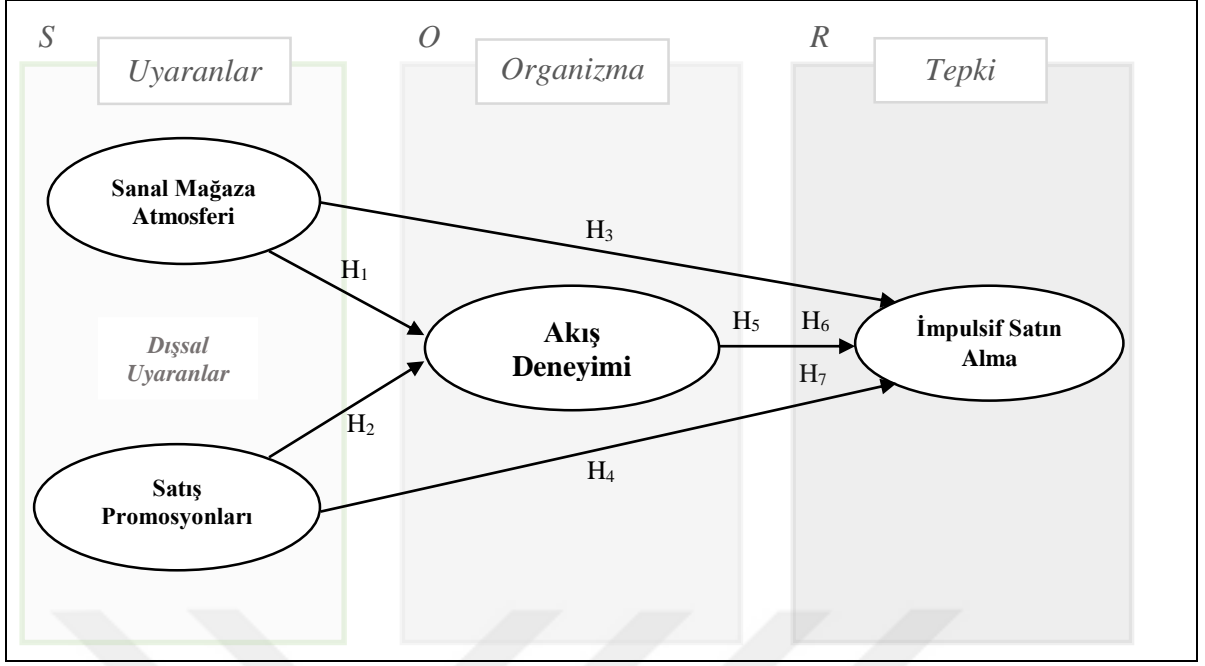 S
Uyaranlar
O
Organizma
R
Tepki
Sanal Mağaza
Atmosferi
H₃
H₁
Akış
Deneyimi
H₅
H₆
İmpulsif Satın
Alma
Dışsal
Uyaranlar
H₇
H₂
H₄
Satış
Promosyonları